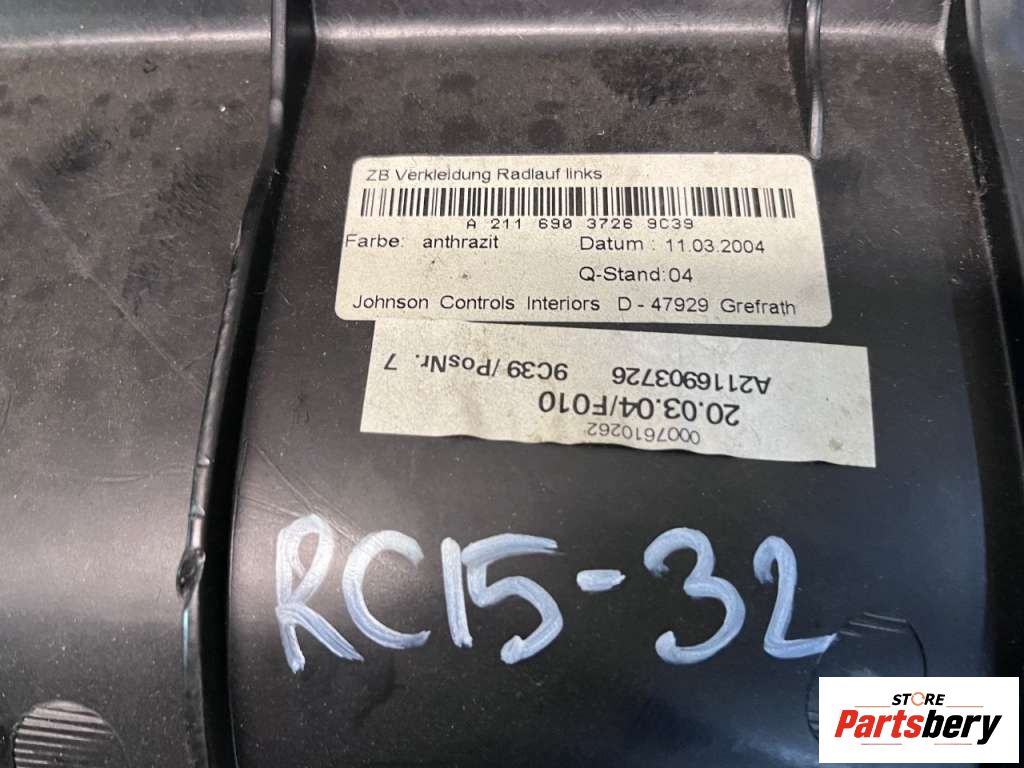 ZB Verkleidung Radlauf links
A 211 690 3726 9C39
Farbe: anthrazit Datum : 11.03.2004
Q-Stand:04
Johnson Controls Interiors D - 47929 Grefrath
0007610262
20.03.04/F010
A2116903726 9C39 /PosNr. 7
RC15-32
STORE
Partsbery